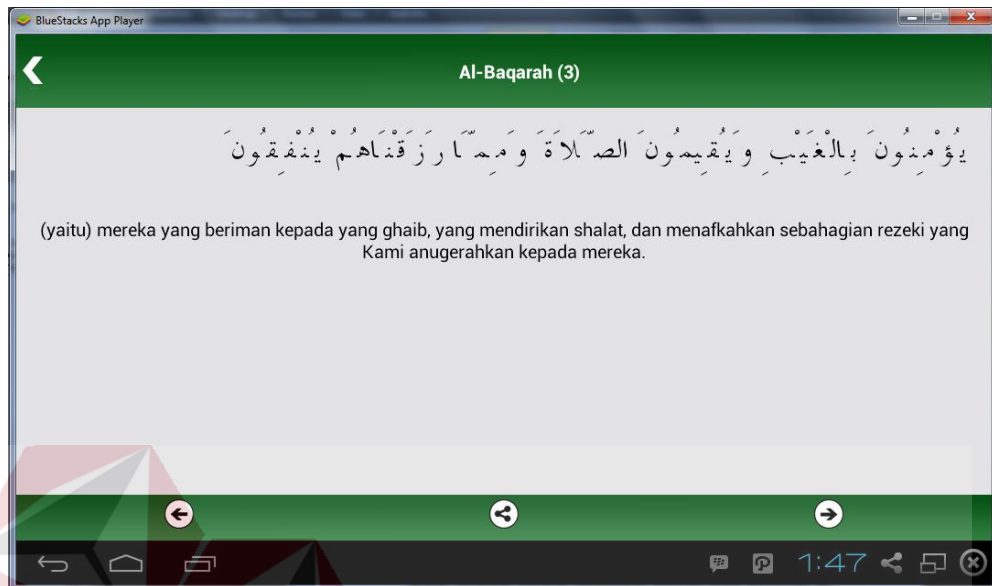 BlueStacks App Player
Al-Baqarah (3)
يُؤْمِنُونَ بِالْغَيْبِ وَيُقِيمُونَ الصَّلَاةَ وَمِمَّا رَزَقْنَاهُمْ يُنْفِقُونَ
(yaitu) mereka yang beriman kepada yang ghaib, yang mendirikan shalat, dan menafkahkan sebahagian rezeki yang
Kami anugerahkan kepada mereka.
1:47